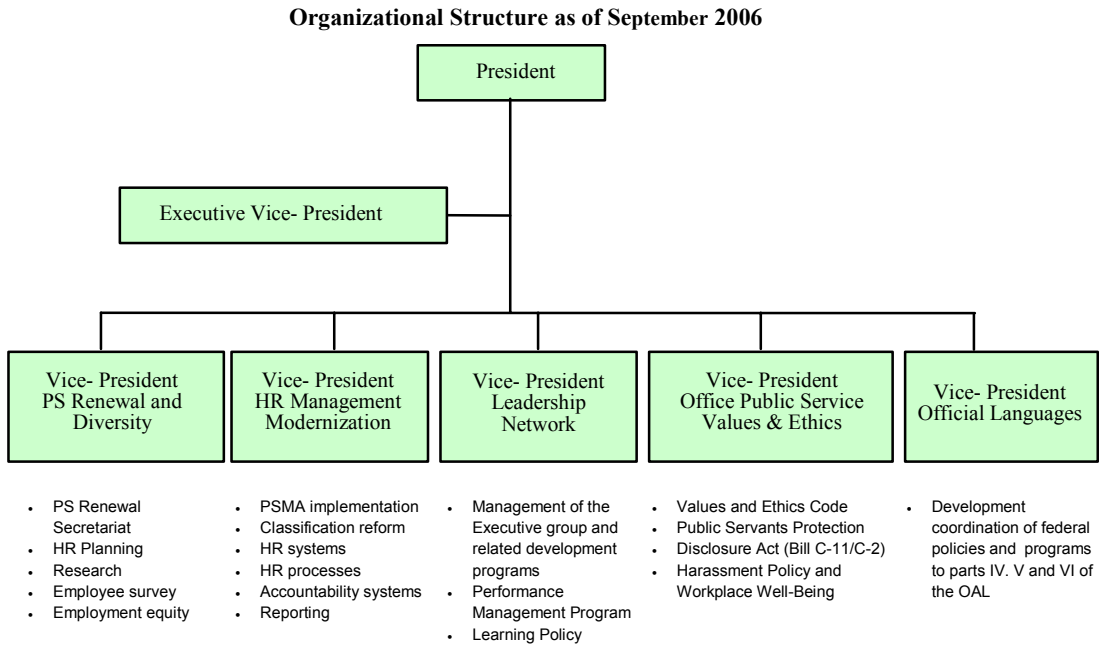 Organizational Structure as of September 2006
President
Executive Vice- President
Vice- President
PS Renewal and
Diversity
Vice- President
HR Management
Modernization
Vice- President
Leadership
Network
Vice- President
Office Public Service
Values & Ethics
Vice- President
Official Languages
• PS Renewal
Secretariat
• HR Planning
• Research
• Employee survey
• Employment equity
• PSMA implementation
• Classification reform
• HR systems
• HR processes
• Accountability systems
• Reporting
• Management of the
Executive group and
related development
programs
• Performance
Management Program
• Learning Policy
• Values and Ethics Code
• Public Servants Protection
• Disclosure Act (Bill C-11/C-2)
• Harassment Policy and
Workplace Well-Being
• Development
coordination of federal
policies and programs
to parts IV. V and VI of
the OAL